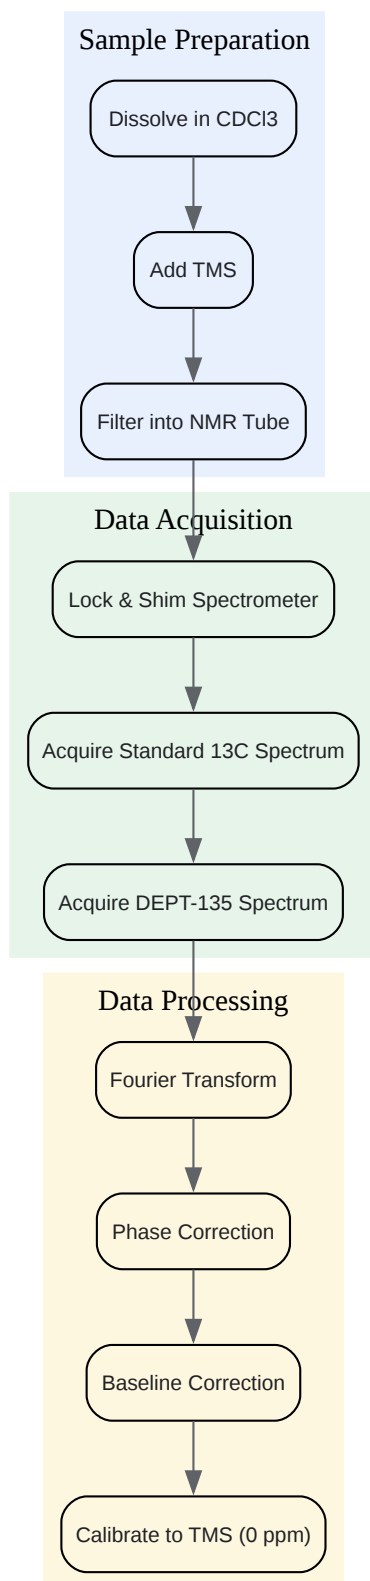 Sample Preparation
Dissolve in CDCl3
Add TMS
Filter into NMR Tube
Data Acquisition
Lock & Shim Spectrometer
Acquire Standard 13C Spectrum
Acquire DEPT-135 Spectrum
Data Processing
Fourier Transform
Phase Correction
Baseline Correction
Calibrate to TMS (0 ppm)